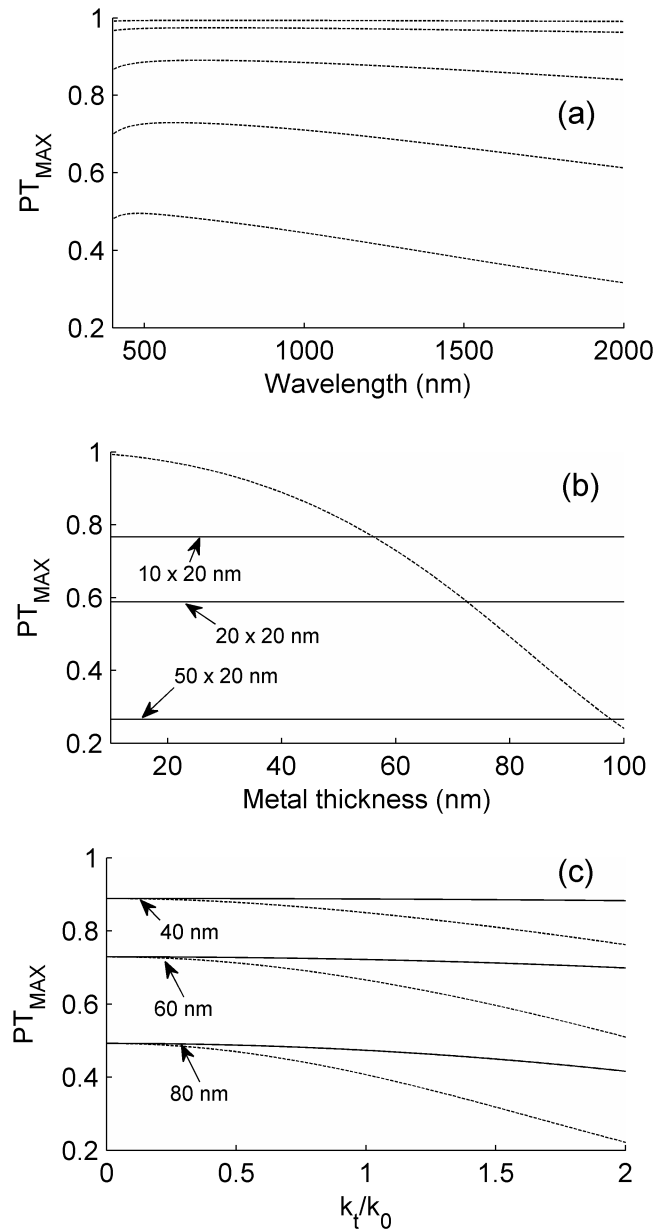 1
0.8
0.6
0.4
0.2
PT_MAX
(a)
500
1000
1500
2000
Wavelength (nm)
1
0.8
0.6
0.4
0.2
PT_MAX
(b)
10 x 20 nm
20 x 20 nm
50 x 20 nm
20
40
60
80
100
Metal thickness (nm)
1
0.8
0.6
0.4
0.2
PT_MAX
(c)
40 nm
60 nm
80 nm
0
0.5
1
1.5
2
k_t/k_0